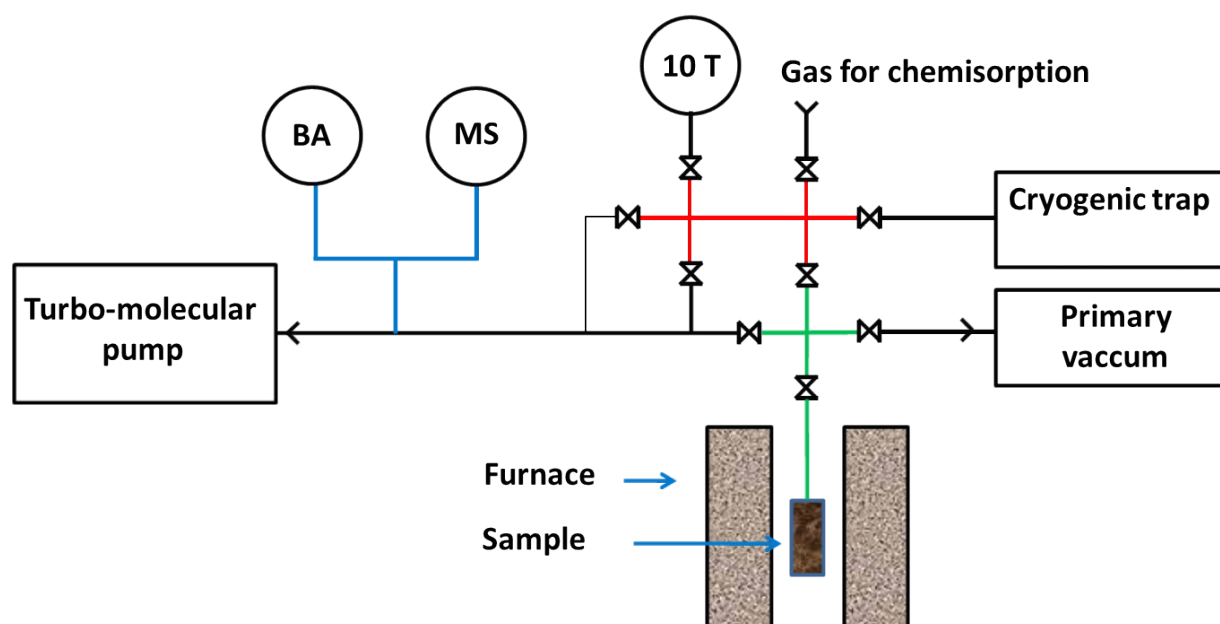 10 T
Gas for chemisorption
BA
MS
Cryogenic trap
Turbo-molecular
pump
Primary
vaccum
Furnace
Sample